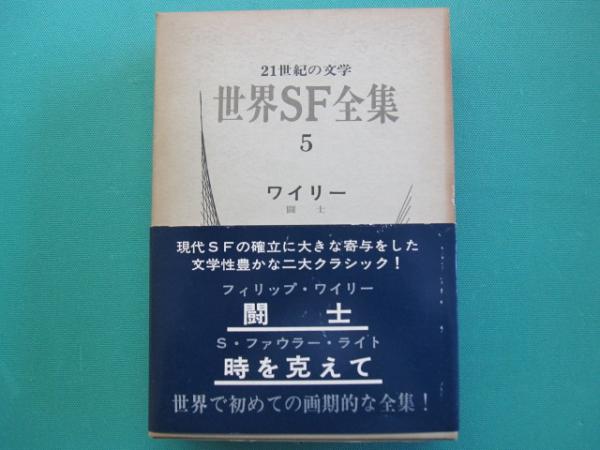 21世紀の文学
世界SF全集
5
ワイリー
闘士
現代SFの確立に大きな寄与をした
文学性豊かな二大クラシック！
フィリップ・ワイリー
闘士
S・ファウラー・ライト
時を克えて
世界で初めての画期的な全集！